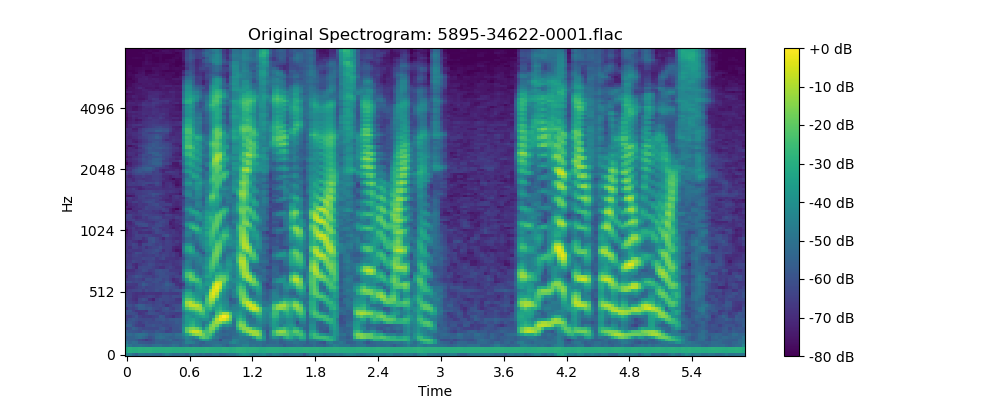 Original Spectrogram: 5895-34622-0001.flac
Hz
4096
2048
1024
512
0
0 0.6 1.2 1.8 2.4 3 3.6 4.2 4.8 5.4
Time
+0 dB
-10 dB
-20 dB
-30 dB
-40 dB
-50 dB
-60 dB
-70 dB
-80 dB